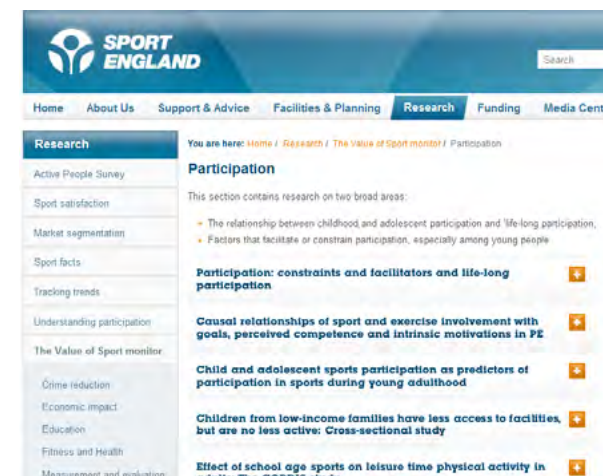 SPORT
ENGLAND
Search
Home About Us Support & Advice Facilities & Planning Research Funding Media Cent
Research
Active People Survey
Sport satisfaction
Market segmentation
Sport facts
Tracking trends
Understanding participation
The Value of Sport monitor
Crime reduction
Economic impact
Education
Fitness and Health
Measurement and evaluation
You are here: Home / Research / The Value of Sport monitor / Participation
Participation
This section contains research on two broad areas:
The relationship between childhood and adolescent participation and 'life-long participation,
Factors that facilitate or constrain participation, especially among young people
Participation: constraints and facilitators and life-long
participation
Causal relationships of sport and exercise involvement with
goals, perceived competence and intrinsic motivations in PE
Child and adolescent sports participation as predictors of
participation in sports during young adulthood
Children from low-income families have less access to facilities,
but are no less active: Cross-sectional study
Effect of school age sports on leisure time physical activity in